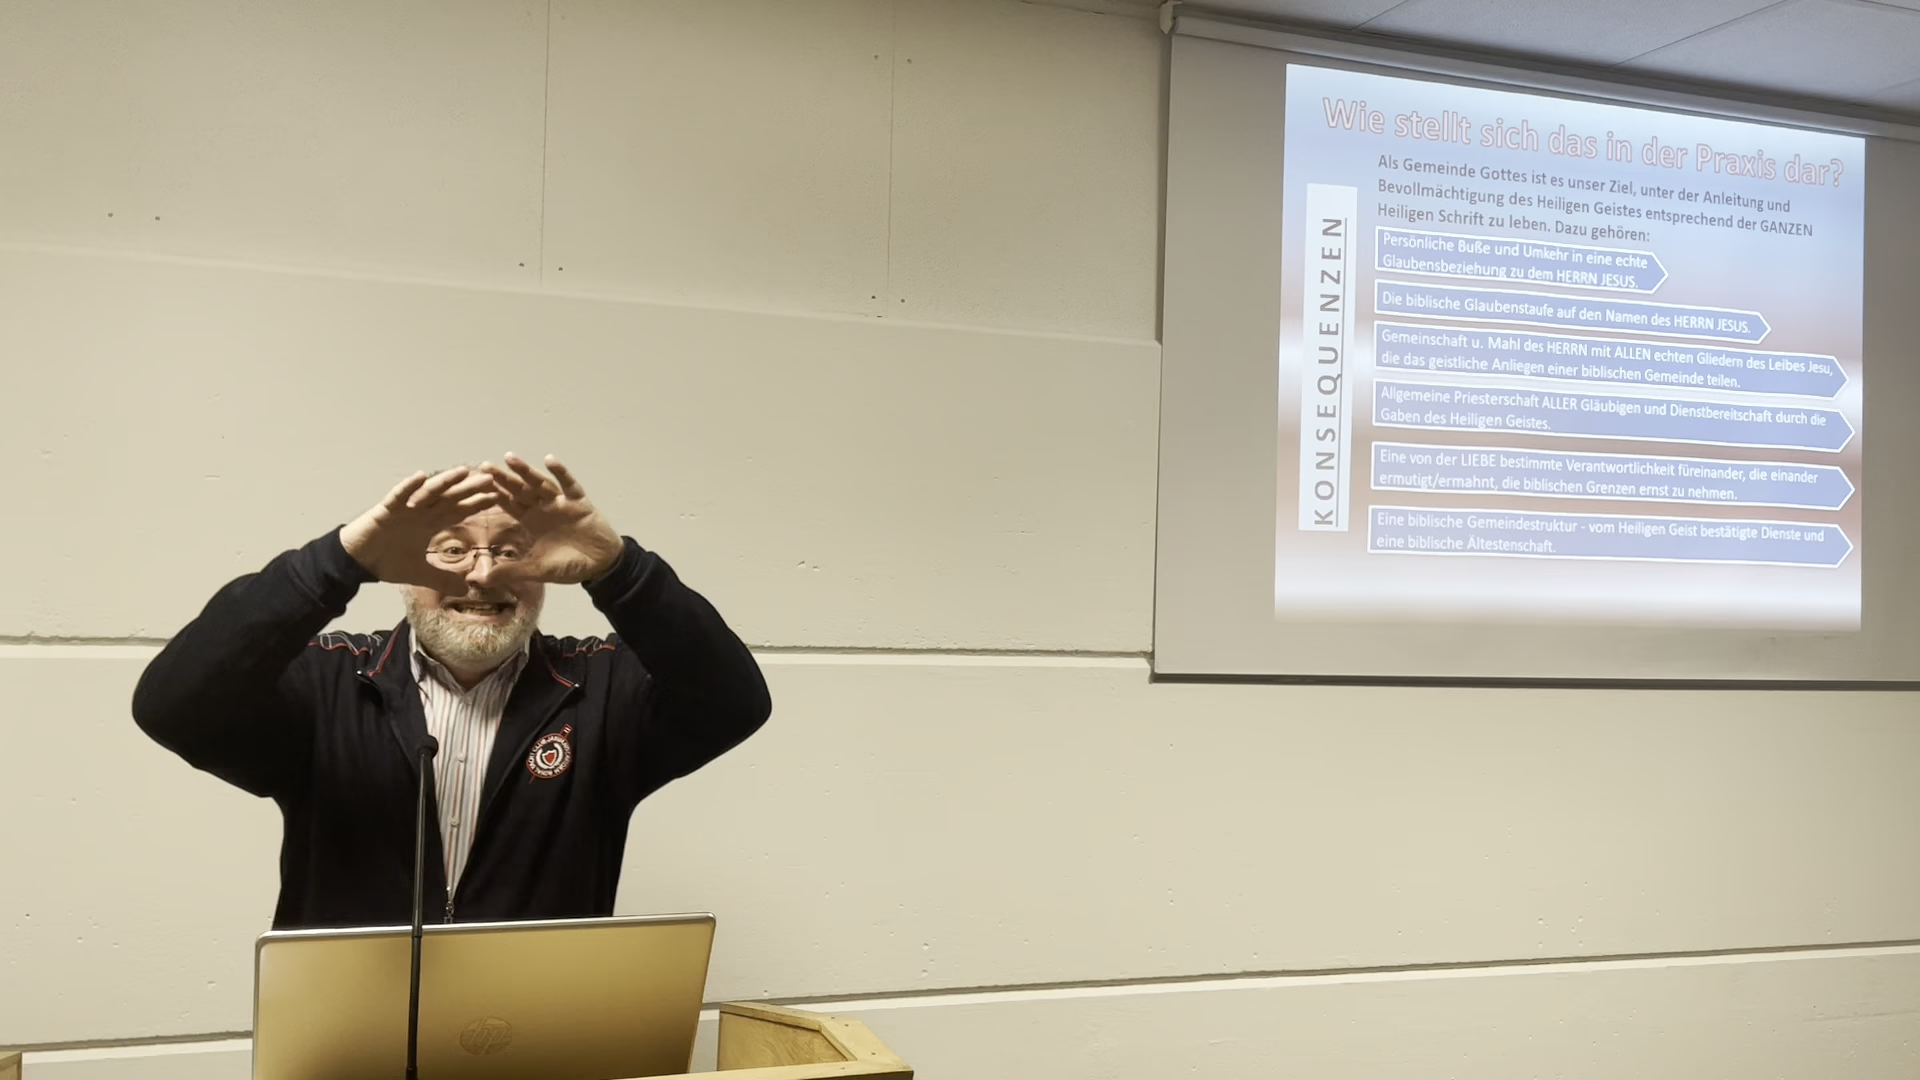 Wie stellt sich das in der Praxis dar?
Als Gemeinde Gottes ist es unser Ziel, unter der Anleitung und
Bevollmächtigung des Heiligen Geistes entsprechend der GANZEN
Heiligen Schrift zu leben. Dazu gehören:
KONSEQUENZEN
Persönliche Buße und Umkehr in eine echte
Glaubensbeziehung zu dem HERRN JESUS.
Die biblische Glaubenstaufe auf den Namen des HERRN JESUS.
Gemeinschaft u. Mahl des HERRN mit ALLEN echten Gliedern des Leibes Jesu,
die das geistliche Anliegen einer biblischen Gemeinde teilen.
Allgemeine Priesterschaft ALLER Gläubigen und Dienstbereitschaft durch die
Gaben des Heiligen Geistes.
Eine von der LIEBE bestimmte Verantwortlichkeit füreinander, die einander
ermutigt/ermahnt, die biblischen Grenzen ernst zu nehmen.
Eine biblische Gemeindestruktur - vom Heiligen Geist bestätigte Dienste und
eine biblische Ältestenschaft.
hp